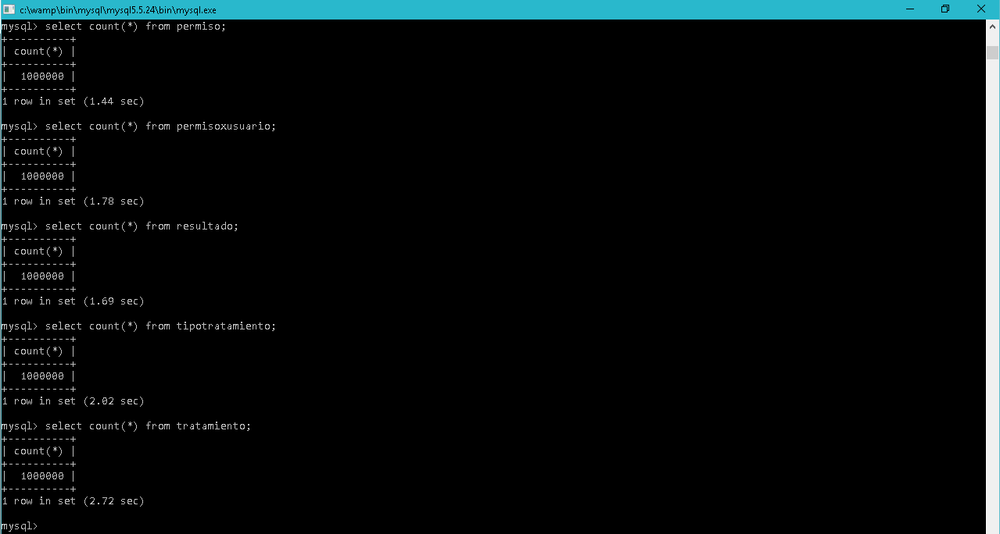 c:\wamp\bin\mysql\mysql5.5.24\bin\mysql.exe
mysql> select count(*) from permiso;
+----------+
| count(*) |
+----------+
|  1000000 |
+----------+
1 row in set (1.44 sec)
mysql> select count(*) from permisoxusuario;
+----------+
| count(*) |
+----------+
|  1000000 |
+----------+
1 row in set (1.78 sec)
mysql> select count(*) from resultado;
+----------+
| count(*) |
+----------+
|  1000000 |
+----------+
1 row in set (1.69 sec)
mysql> select count(*) from tipotratamiento;
+----------+
| count(*) |
+----------+
|  1000000 |
+----------+
1 row in set (2.02 sec)
mysql> select count(*) from tratamiento;
+----------+
| count(*) |
+----------+
|  1000000 |
+----------+
1 row in set (2.72 sec)
mysql>